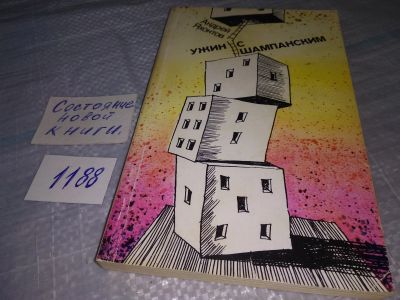 Андрей
Яхонтов
УЖИН С
ШАМПАНСКИМ
Состояние
новой
книги.
1188